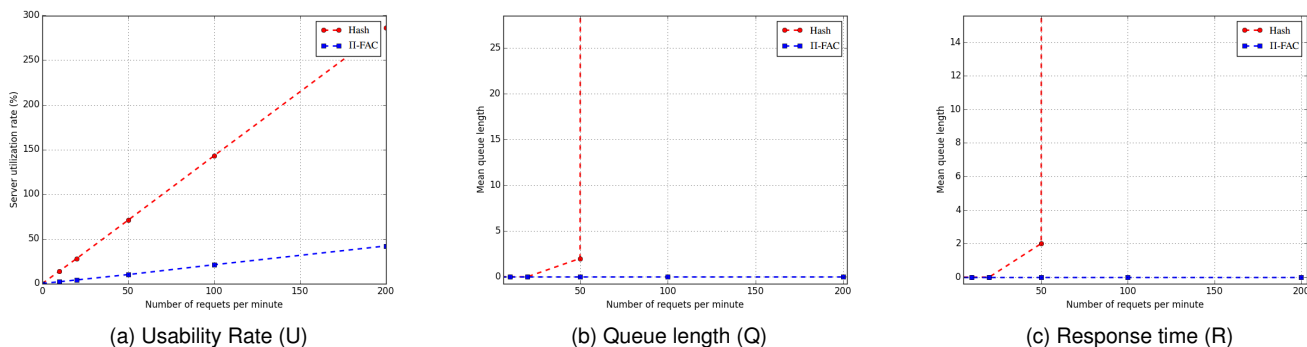 300
250
200
150
100
50
0
Server utilization rate (%)
0 50 100 150 200
Number of requets per minute
Hash
II-FAC
(a) Usability Rate (U)
25
20
15
10
5
0
Mean queue length
50 100 150 200
Number of requets per minute
Hash
II-FAC
(b) Queue length (Q)
14
12
10
8
6
4
2
0
Mean queue length
50 100 150 200
Number of requets per minute
Hash
II-FAC
(c) Response time (R)